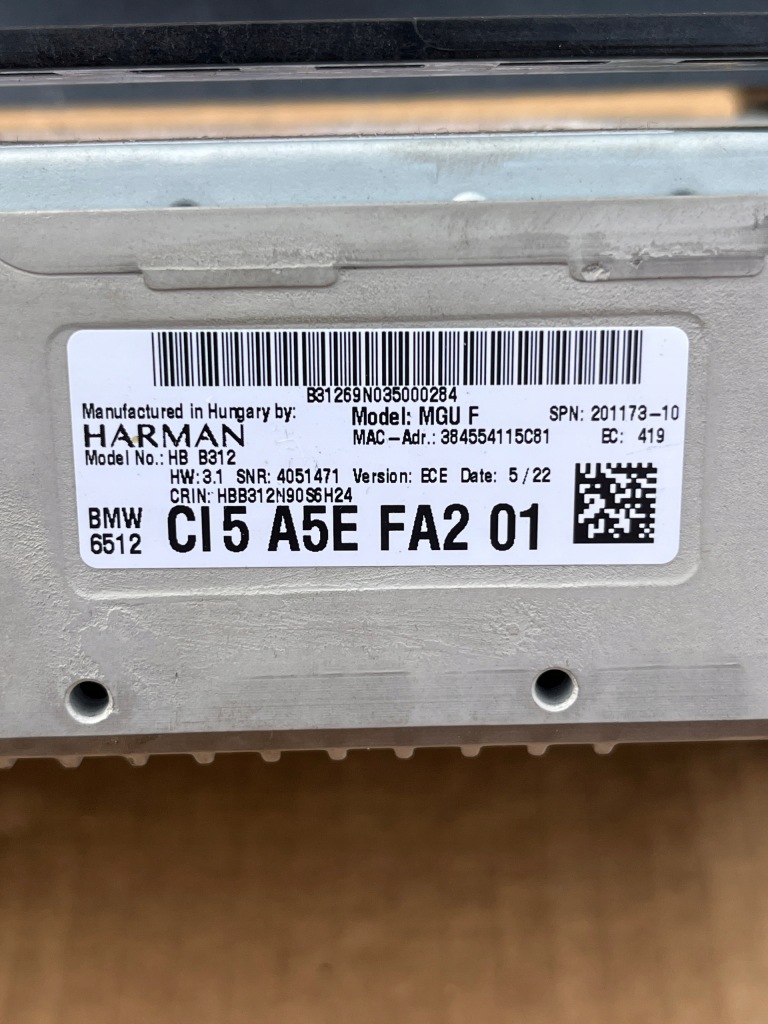 B31269N035000284
Manufactured in Hungary by: Model: MGU F SPN: 201173-10
HARMAN MAC-Adr.: 384554115C81 EC: 419
Model No.: HB B312
HW: 3.1 SNR: 4051471 Version: ECE Date: 5/22
CRIN: HBB312N90S6H24
BMW
6512 CI5 A5E FA2 01